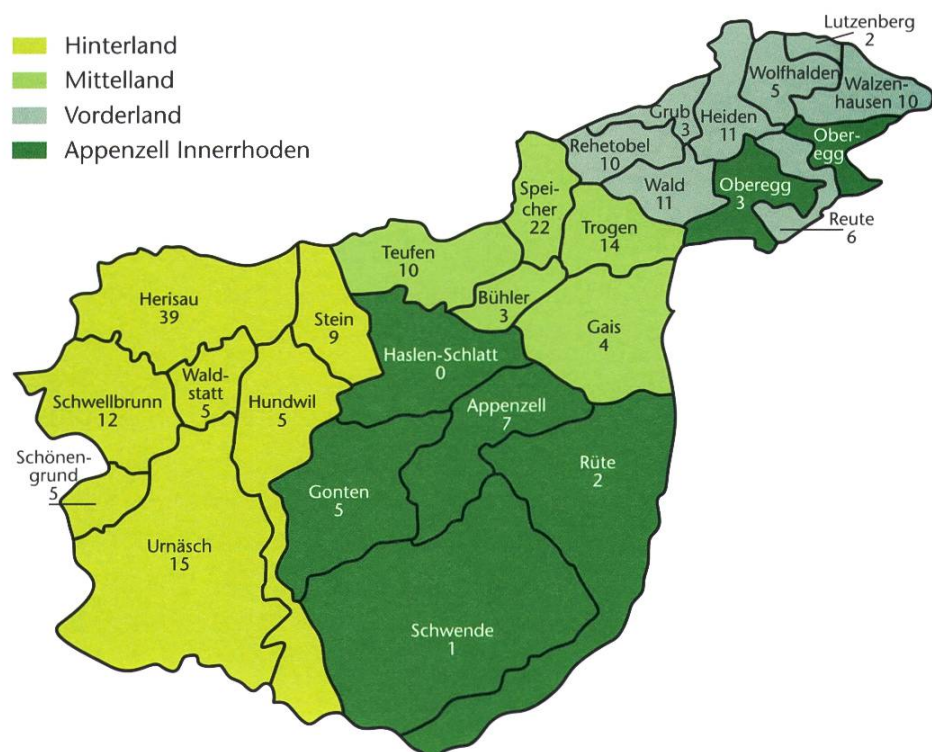 Hinterland
Mittelland
Vorderland
Appenzell Innerrhoden
Lutzenberg
2
Wolfhalden
5
Walzen-
hausen 10
Grub
3
Heiden
11
Rehetobel
10
Ober-
egg
Wald
11
Oberegg
3
Reute
6
Spei-
cher
22
Trogen
14
Teufen
10
Bühler
3
Gais
4
Herisau
39
Stein
9
Haslen-Schlatt
0
Wald-
statt
5
Hundwil
5
Schwellbrunn
12
Appenzell
7
Schönen-
grund
5
Gonten
5
Rüte
2
Urnäsch
15
Schwende
1